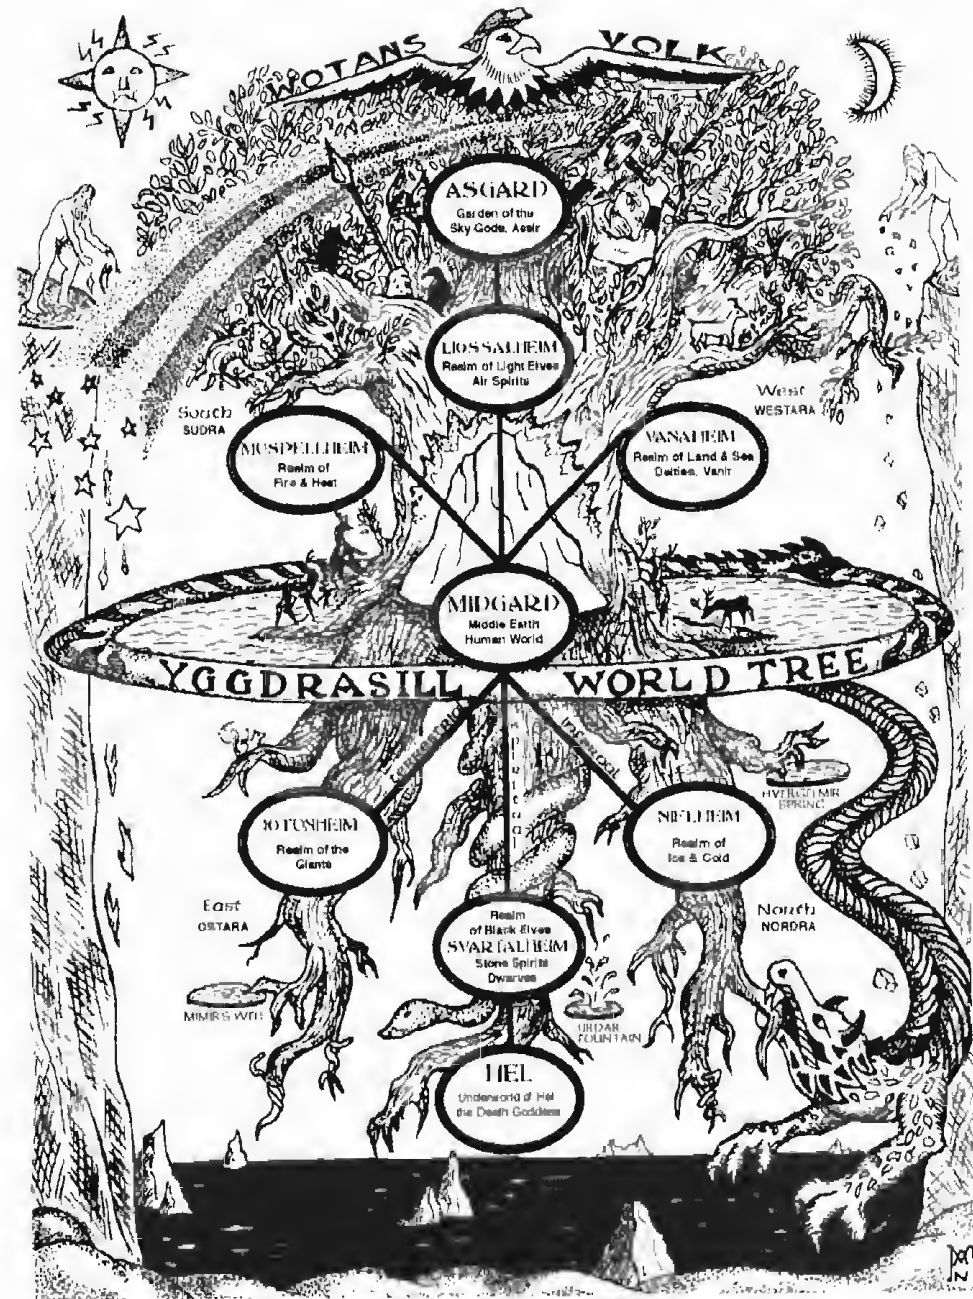 WOTANS VOLK
ASGARD
Garden of the
Sky Gods, Aesir
LIOSSALHEIM
Realm of Light Elves
Air Spirits
South
SUDRA
West
WESTARA
MUSPELLHEIM
Realm of
Fire & Heat
VANAHEIM
Realm of Land & Sea
Deities, Vanir
MIDGARD
Middle Earth
Human World
YGGDRASILL WORLD TREE
HVERGELMIR
SPRING
JOTUNHEIM
Realm of the
Giants
NIFLHEIM
Realm of
Ice & Cold
East
OSTARA
North
NORDRA
Realm
of Black Elves
SVARTALHEIM
Stone Spirits
Dwarves
MIMIRS WELL
URDAR
FOUNTAIN
HEL
Underworld of Hel
the Death Goddess